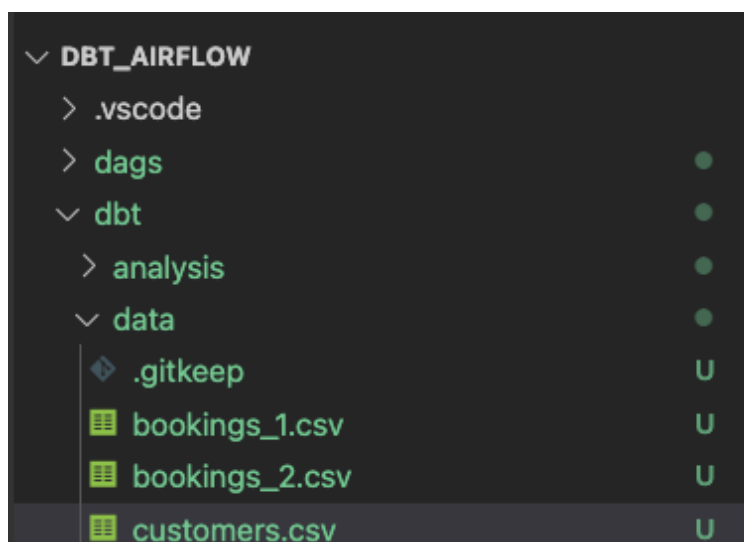 DBT_AIRFLOW
.vscode
dags
dbt
analysis
data
.gitkeep U
bookings_1.csv U
bookings_2.csv U
customers.csv U